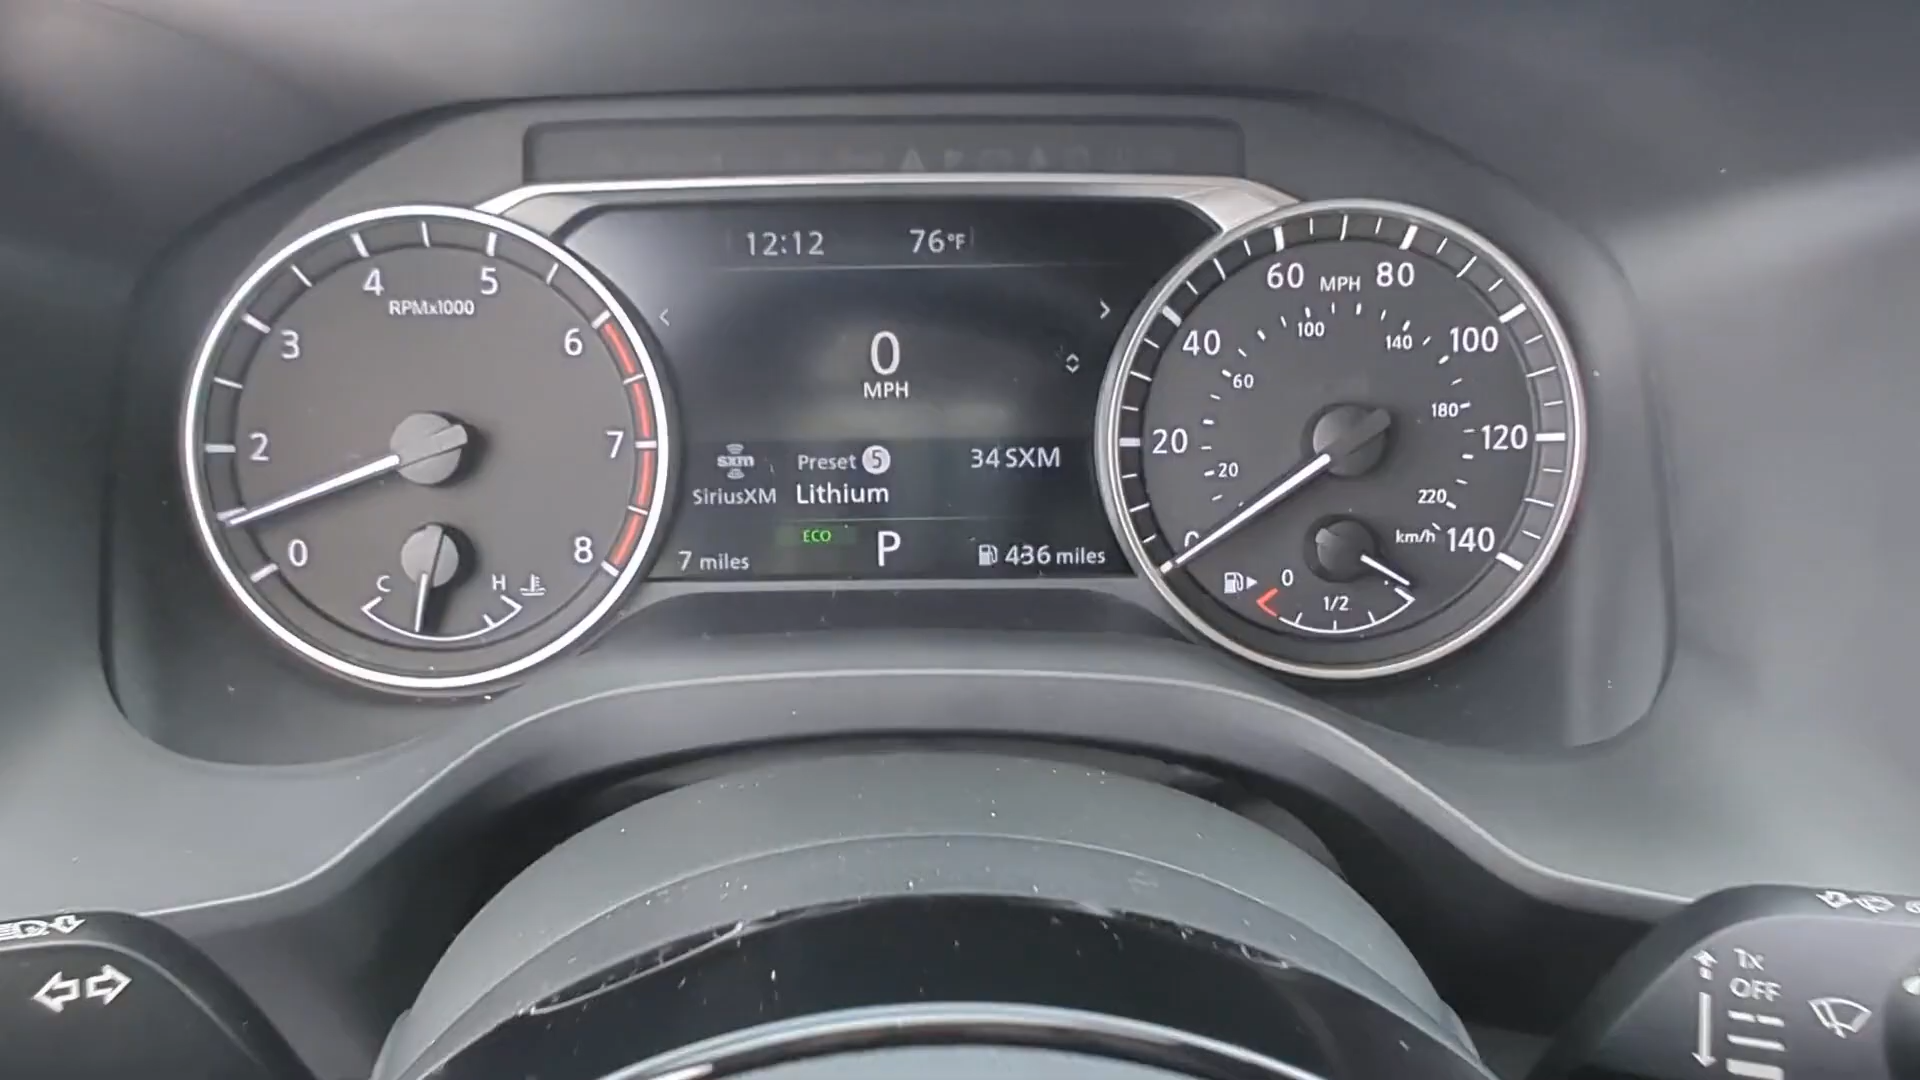 12:12 76°F
4 5
RPMx1000
3 6
2 7
0 8
C H
0
MPH
sxm
SiriusXM
Preset 5 34 SXM
Lithium
ECO
7 miles P 436 miles
60 MPH 80
40 100
20 120
0 140
100 140
60 180
20 220
km/h
0 1/2
1x
OFF